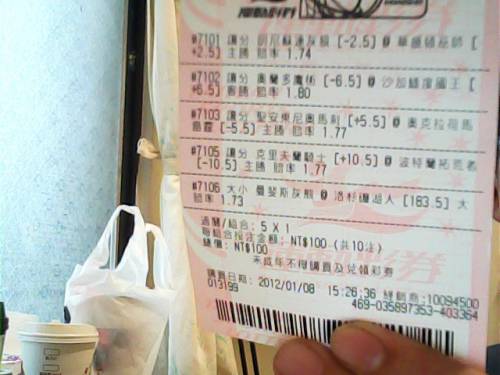 #7101 讓分 明尼蘇達灰狼 [-2.5] @ 華盛頓巫師 [
+2.5] 主勝 賠率 1.74
#7102 讓分 奧蘭多魔術 [-6.5] @ 沙加緬度國王 [
+6.5] 客勝 賠率 1.80
#7103 讓分 聖安東尼奧馬刺 [+5.5] @ 奧克拉荷馬
雷霆 [-5.5] 主勝 賠率 1.77
#7105 讓分 克里夫蘭騎士 [+10.5] @ 波特蘭拓荒者
[-10.5] 主勝 賠率 1.77
#7106 大小 曼斐斯灰熊 @ 洛杉磯湖人 [183.5] 大
賠率 1.73
過關/組合: 5 X 1
每組合投注金額: NT$100 (共10注)
總價: NT$100
未成年不得購買及兌領彩券
購買日期: 2012/01/08 15:26:36 經銷商:10094500
013199 469-035897353-403364